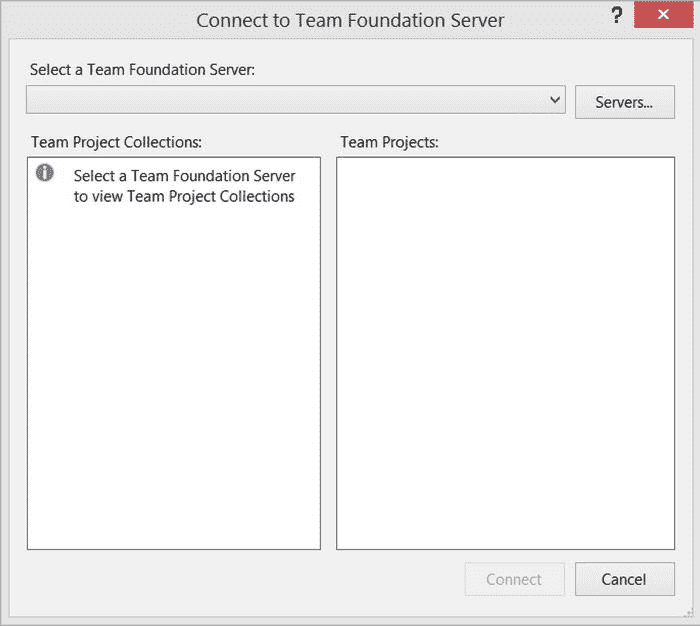 Connect to Team Foundation Server
?
Select a Team Foundation Server:
Servers...
Team Project Collections:
Team Projects:
Select a Team Foundation Server
to view Team Project Collections
Connect
Cancel